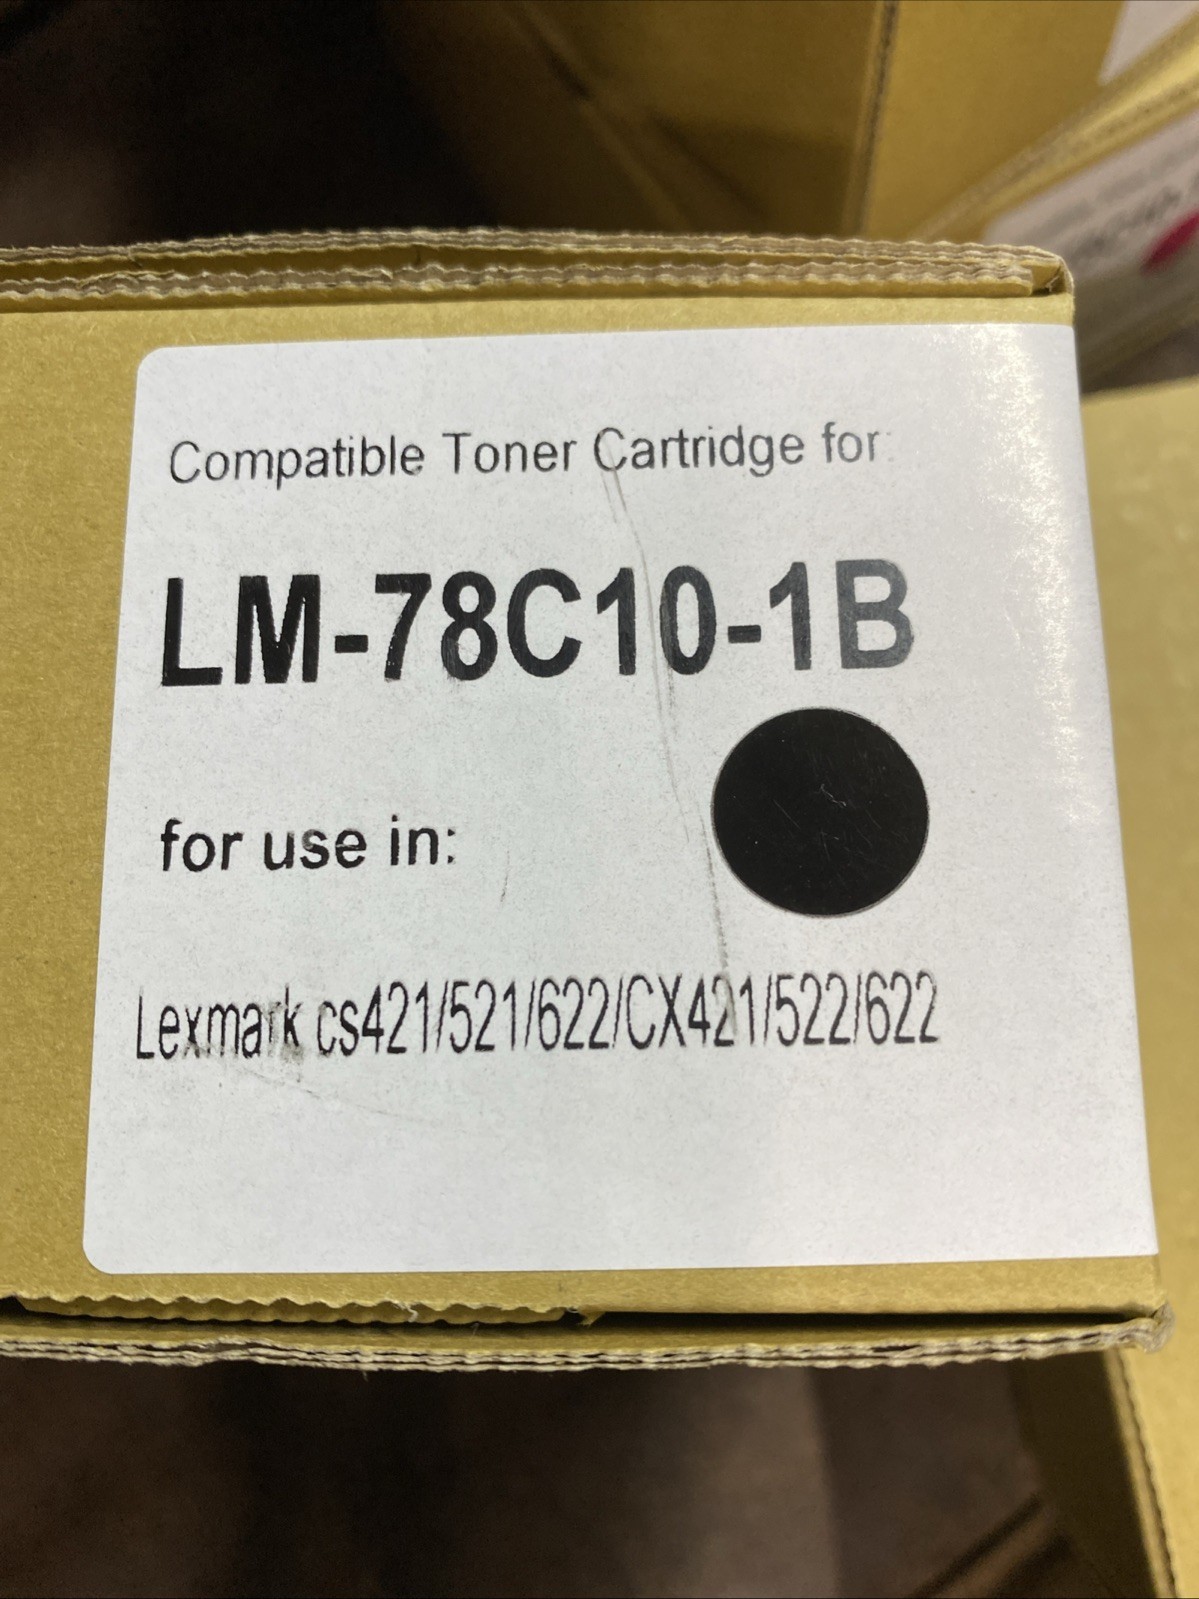 Compatible Toner Cartridge for:
LM-78C10-1B
for use in:
Lexmark cs421/521/622/CX421/522/622